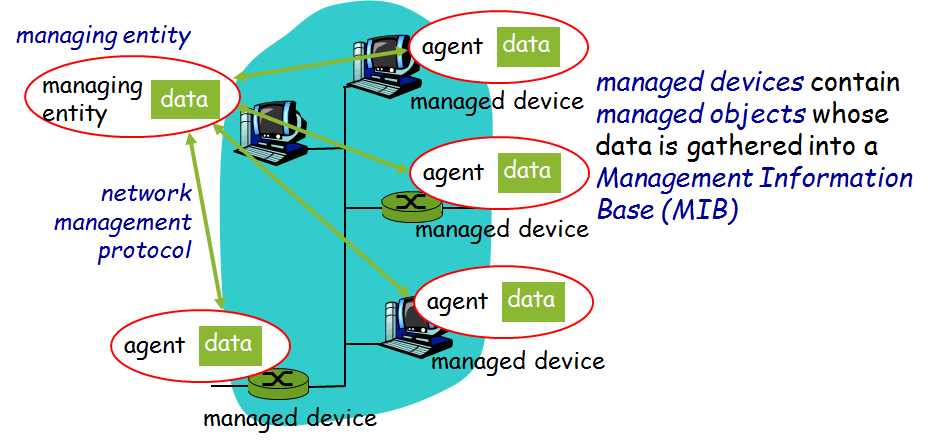 managing entity
managing
entity
data
network
management
protocol
agent data
managed device
agent data
managed device
agent data
managed device
agent data
managed device
managed devices contain
managed objects whose
data is gathered into a
Management Information
Base (MIB)